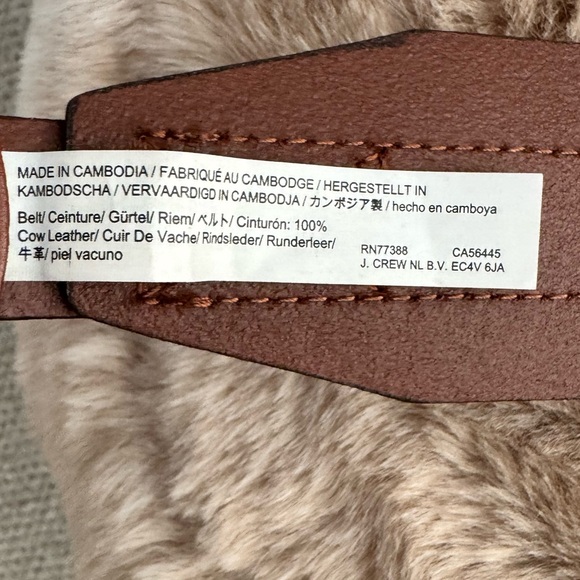 MADE IN CAMBODIA / FABRIQUÉ AU CAMBODGE / HERGESTELLT IN
KAMBODSCHA / VERVAARDIGD IN CAMBODJA / カンボジア製 / hecho en camboya
Belt/ Ceinture/ Gürtel/ Riem/ ベルト/ Cinturón: 100%
Cow Leather/ Cuir De Vache/ Rindsleder/ Runderleer/
牛革/ piel vacuno
RN77388 CA56445
J. CREW NL B.V. EC4V 6JA